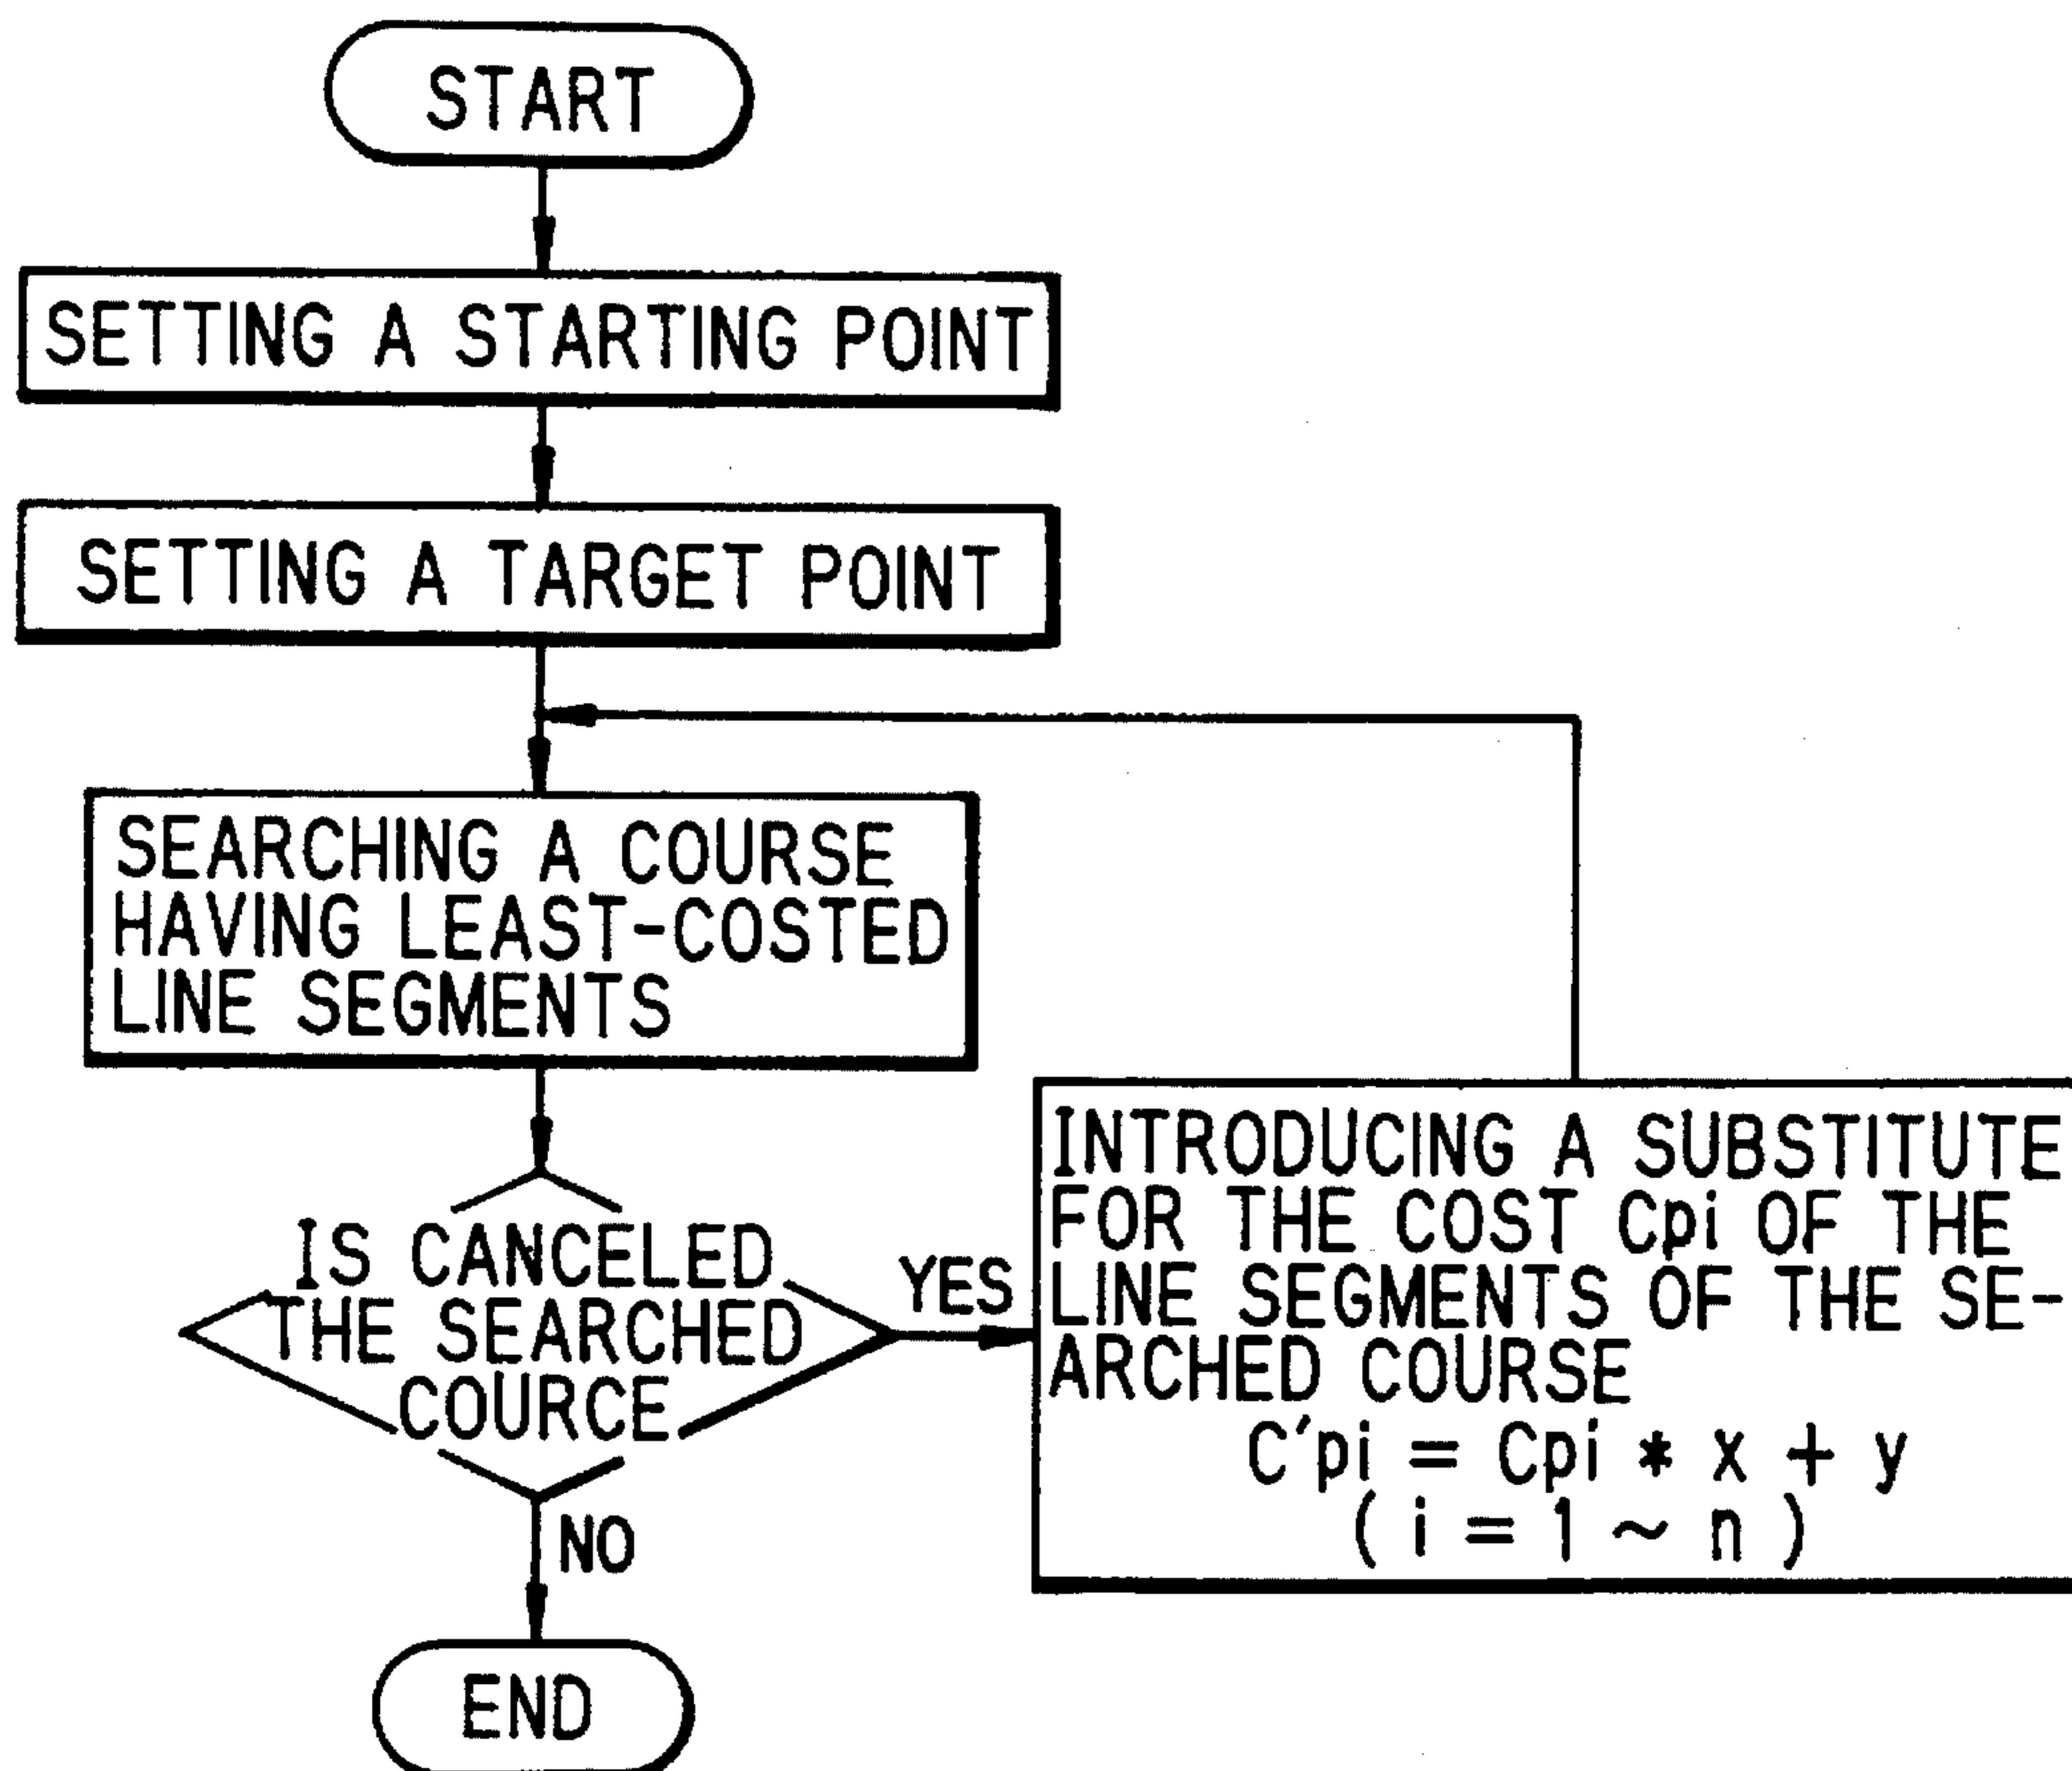 START
SETTING A STARTING POINT
SETTING A TARGET POINT
SEARCHING A COURSE
HAVING LEAST-COSTED
LINE SEGMENTS
IS CANCELED
THE SEARCHED
COURCE
YES
INTRODUCING A SUBSTITUTE
FOR THE COST Cpi OF THE
LINE SEGMENTS OF THE SE-
ARCHED COURSE
C'pi = Cpi * x + y
( i = 1 ~ n )
NO
END